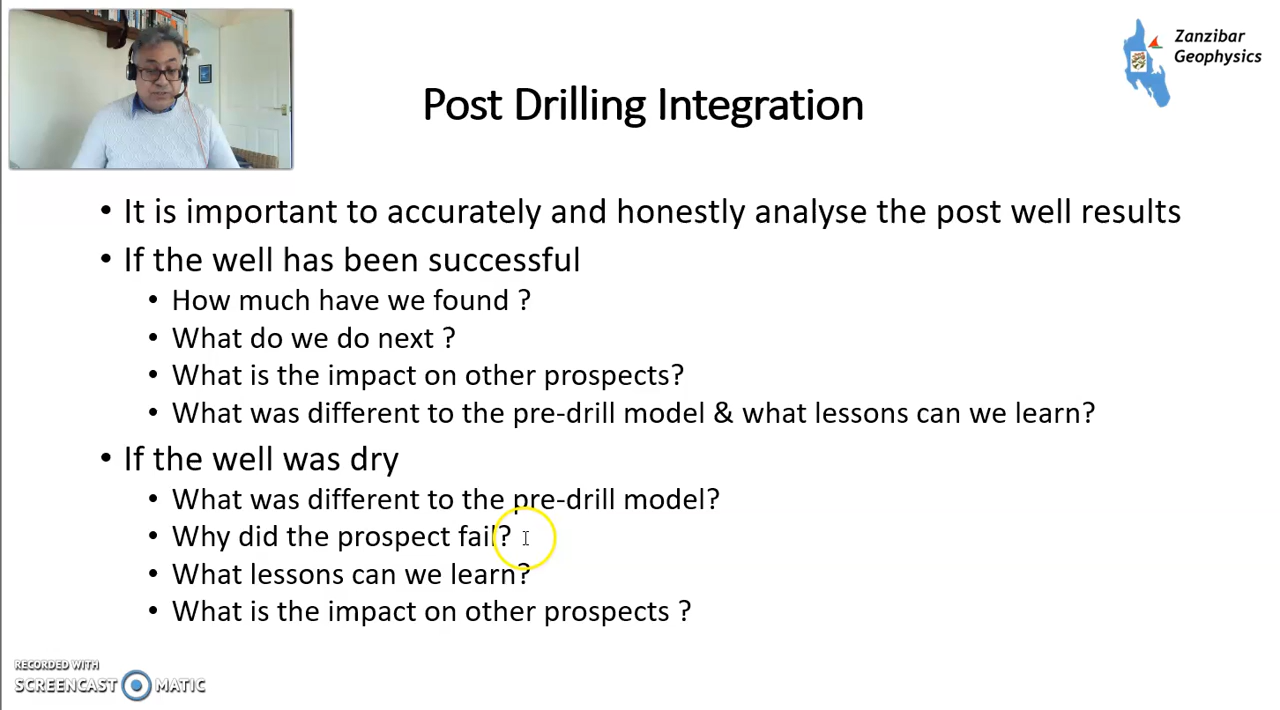 Zanzibar
Geophysics
Post Drilling Integration
• It is important to accurately and honestly analyse the post well results
• If the well has been successful
• How much have we found ?
• What do we do next ?
• What is the impact on other prospects?
• What was different to the pre-drill model & what lessons can we learn?
• If the well was dry
• What was different to the pre-drill model?
• Why did the prospect fail?
• What lessons can we learn?
• What is the impact on other prospects ?
RECORDED WITH
SCREENCAST MATIC